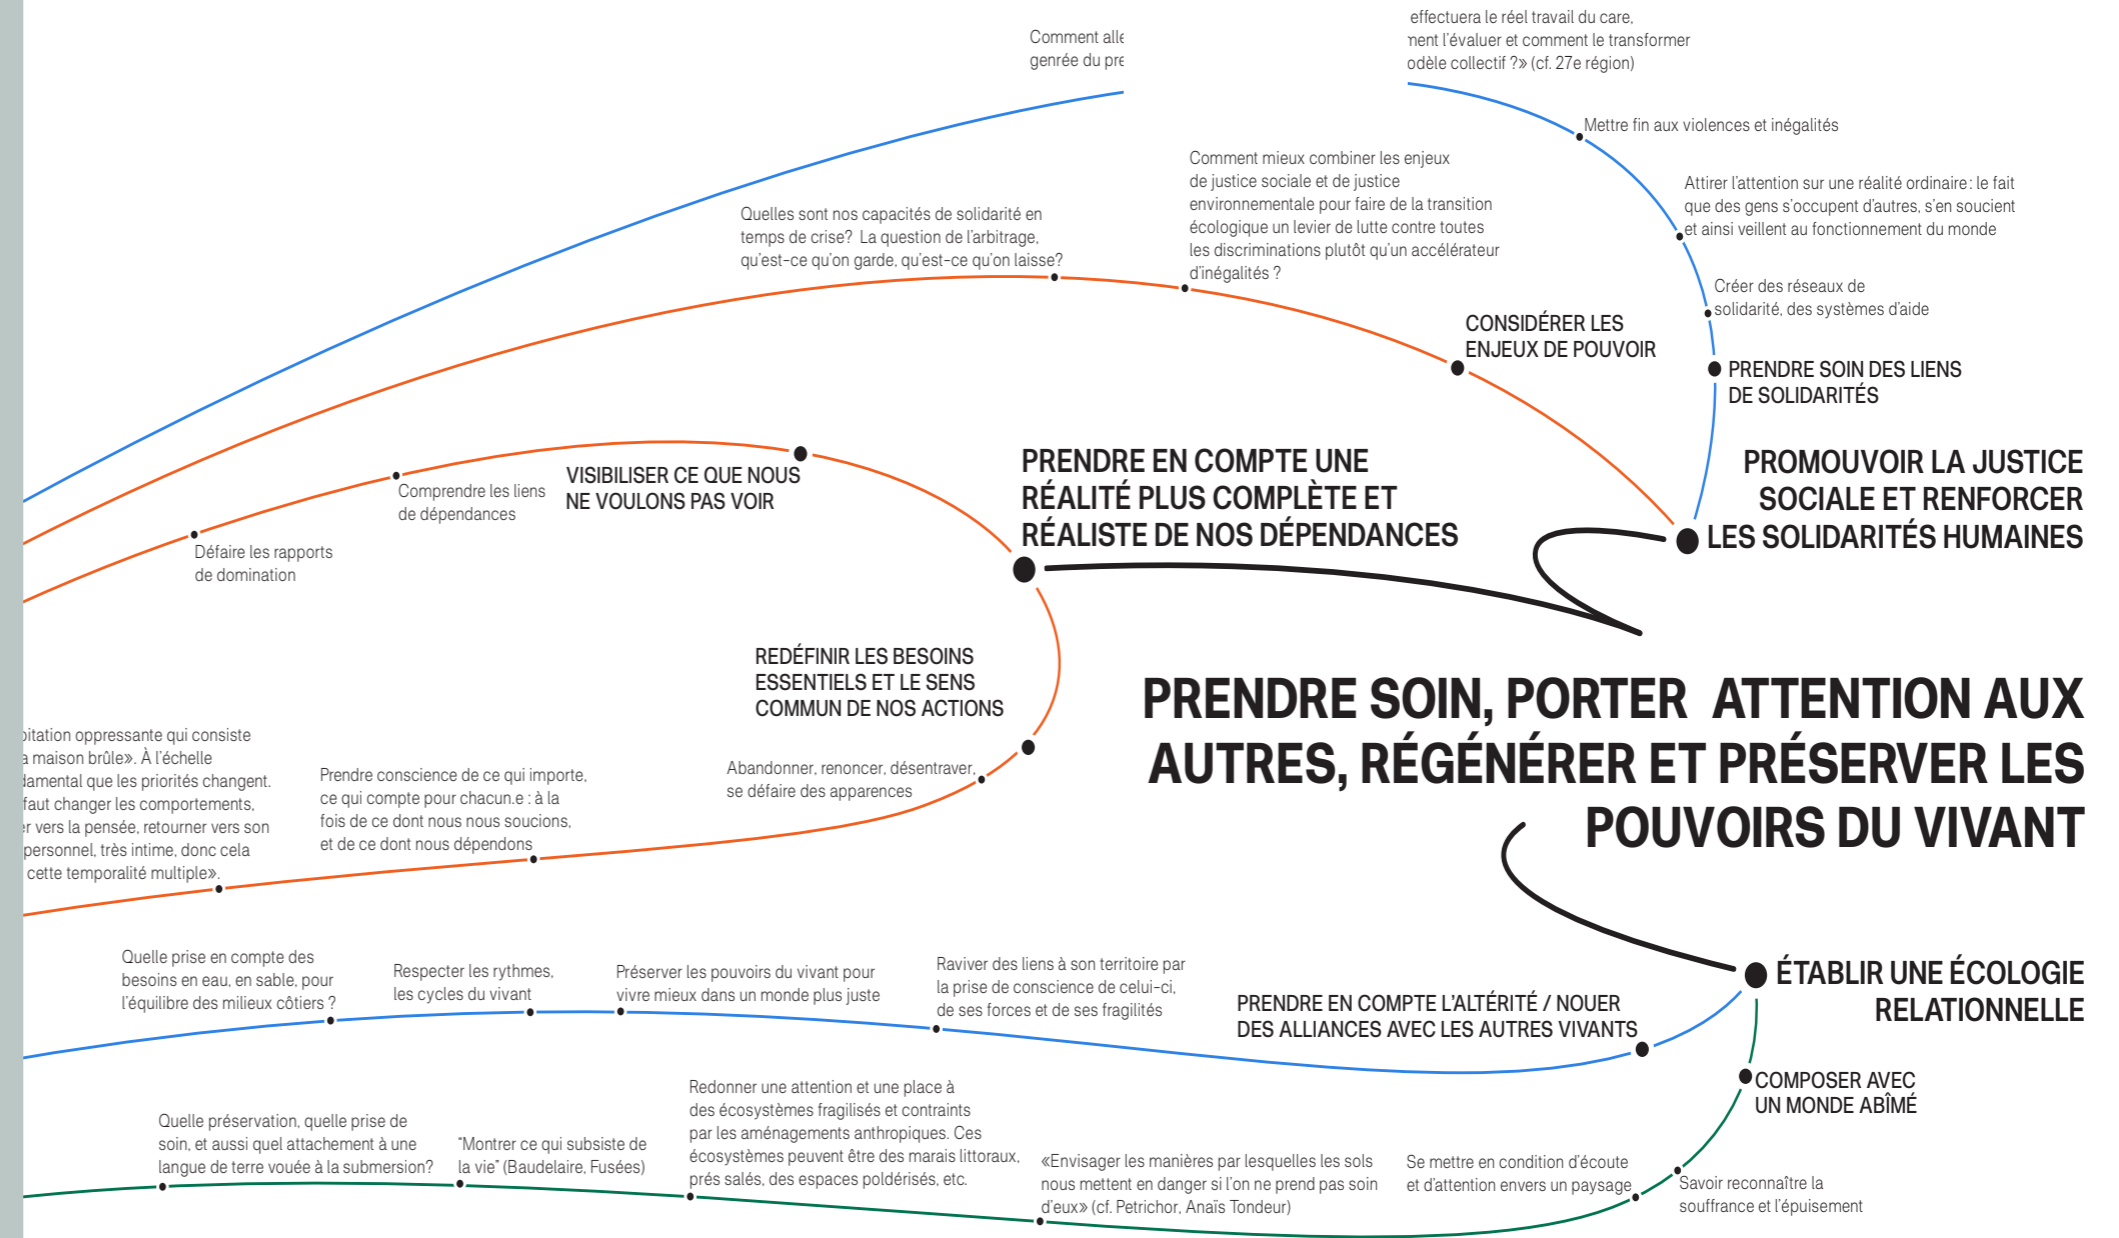 Comment
genrée du
effectuera le réel travail du care,
l'évaluer et comment le transformer
collectif ?» (cf. 27e région)
Mettre fin aux violences et inégalités
Attirer l'attention sur une réalité ordinaire : le fait
que des gens s'occupent d'autres, s'en soucient
et ainsi veillent au fonctionnement du monde
Créer des réseaux de
solidarité, des systèmes d'aide
PRENDRE SOIN DES LIENS
DE SOLIDARITÉS
Comment mieux combiner les enjeux
de justice sociale et de justice
environnementale pour faire de la transition
écologique un levier de lutte contre toutes
les discriminations plutôt qu'un accélérateur
d'inégalités ?
Quelles sont nos capacités de solidarité en
temps de crise? La question de l'arbitrage,
qu'est-ce qu'on garde, qu'est-ce qu'on laisse?
CONSIDÉRER LES
ENJEUX DE POUVOIR
PROMOUVOIR LA JUSTICE
SOCIALE ET RENFORCER
LES SOLIDARITÉS HUMAINES
PRENDRE EN COMPTE UNE
RÉALITÉ PLUS COMPLÈTE ET
RÉALISTE DE NOS DÉPENDANCES
VISIBILISER CE QUE NOUS
NE VOULONS PAS VOIR
Comprendre les liens
de dépendances
Défaire les rapports
de domination
REDÉFINIR LES BESOINS
ESSENTIELS ET LE SENS
COMMUN DE NOS ACTIONS
Abandonner, renoncer, désentraver,
se défaire des apparences
Prendre conscience de ce qui importe,
ce qui compte pour chacun.e : à la
fois de ce dont nous nous soucions,
et de ce dont nous dépendons
oppressante qui consiste
maison brûle». À l'échelle
que les priorités changent.
faut changer les comportements,
vers la pensée, retourner vers son
personnel, très intime, donc cela
cette temporalité multiple».
PRENDRE SOIN, PORTER ATTENTION AUX
AUTRES, RÉGÉNÉRER ET PRÉSERVER LES
POUVOIRS DU VIVANT
ÉTABLIR UNE ÉCOLOGIE
RELATIONNELLE
PRENDRE EN COMPTE L'ALTÉRITÉ / NOUER
DES ALLIANCES AVEC LES AUTRES VIVANTS
Raviver des liens à son territoire par
la prise de conscience de celui-ci,
de ses forces et de ses fragilités
Préserver les pouvoirs du vivant pour
vivre mieux dans un monde plus juste
Respecter les rythmes,
les cycles du vivant
Quelle prise en compte des
besoins en eau, en sable, pour
l'équilibre des milieux côtiers ?
COMPOSER AVEC
UN MONDE ABÎMÉ
Savoir reconnaître la
souffrance et l'épuisement
Se mettre en condition d'écoute
et d'attention envers un paysage
«Envisager les manières par lesquelles les sols
nous mettent en danger si l'on ne prend pas soin
d'eux» (cf. Petrichor, Anaïs Tondeur)
Redonner une attention et une place à
des écosystèmes fragilisés et contraints
par les aménagements anthropiques. Ces
écosystèmes peuvent être des marais littoraux,
prés salés, des espaces poldérisés, etc.
"Montrer ce qui subsiste de
la vie" (Baudelaire, Fusées)
Quelle préservation, quelle prise de
soin, et aussi quel attachement à une
langue de terre vouée à la submersion?